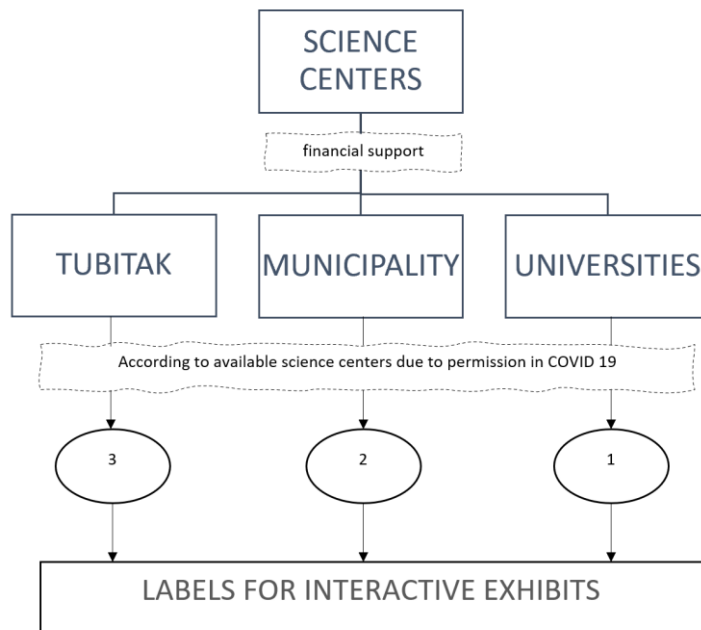 SCIENCE
CENTERS
financial support
TUBITAK
MUNICIPALITY
UNIVERSITIES
According to available science centers due to permission in COVID 19
3
2
1
LABELS FOR INTERACTIVE EXHIBITS